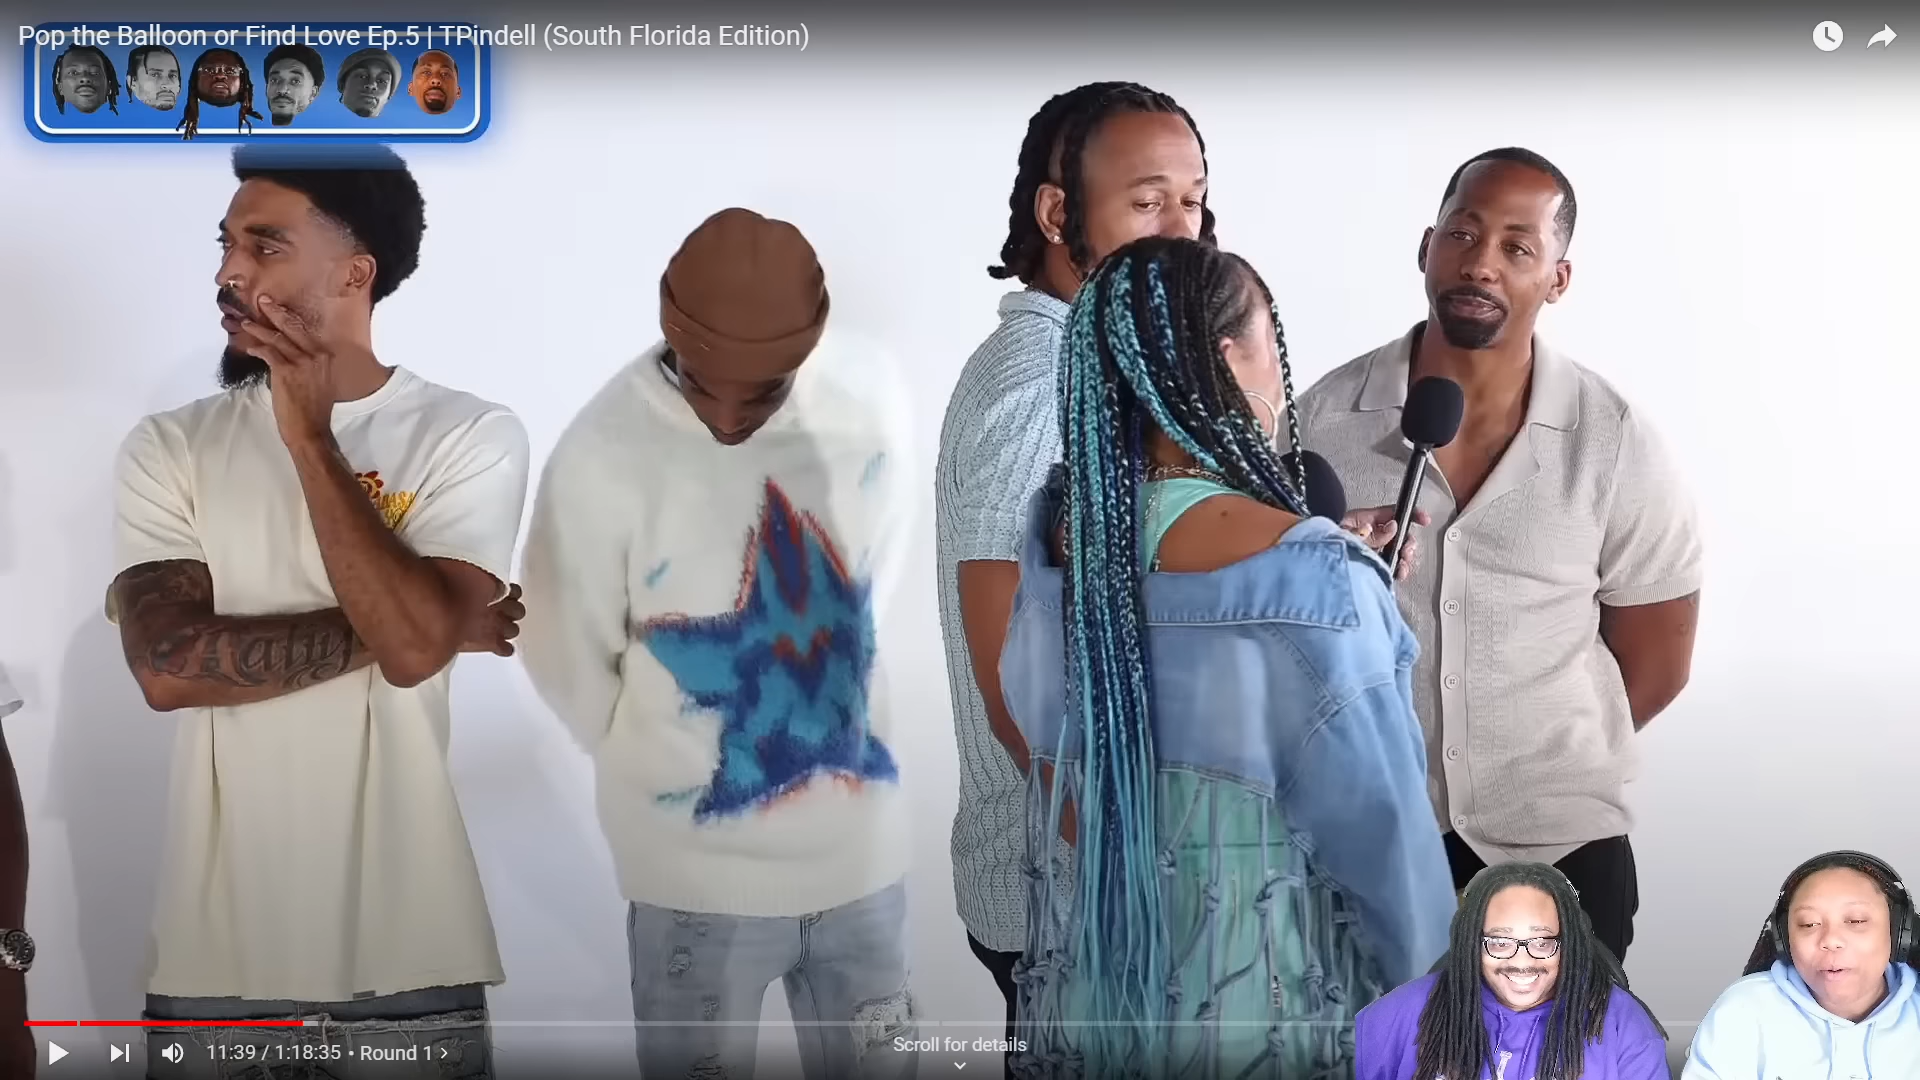 Pop the Balloon or Find Love Ep.5 | TPindell (South Florida Edition)
Scroll for details
11:39 / 1:18:35 • Round 1 ›